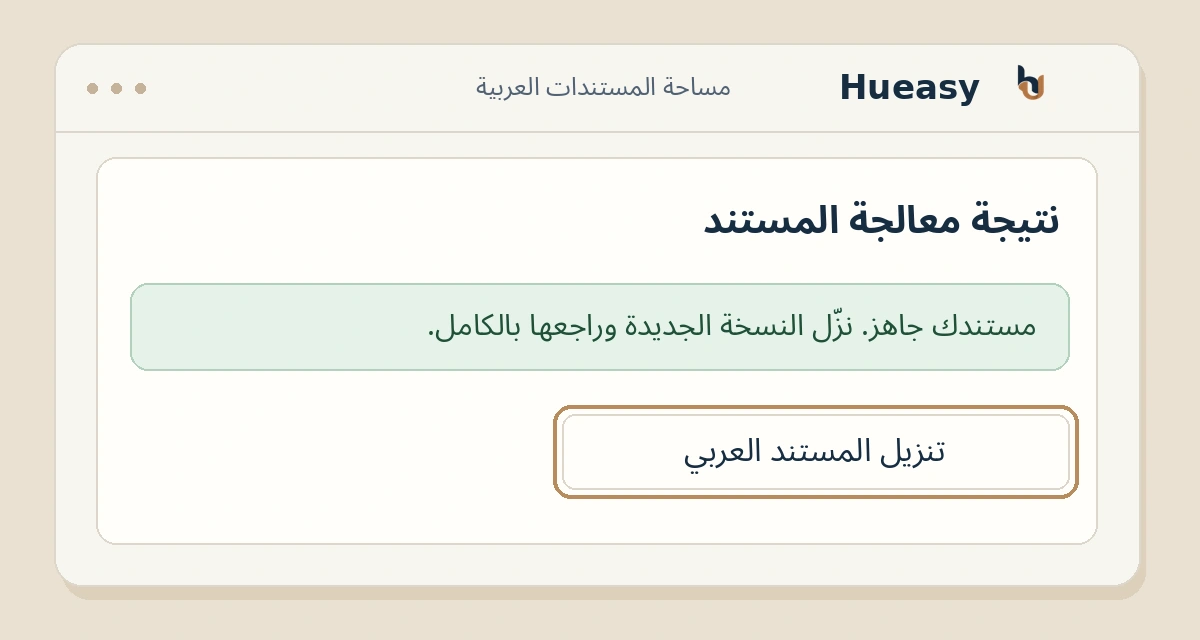 Hueasy
مساحة المستندات العربية
نتيجة معالجة المستند
مستندك جاهز. نزّل النسخة الجديدة وراجعها بالكامل.
تنزيل المستند العربي